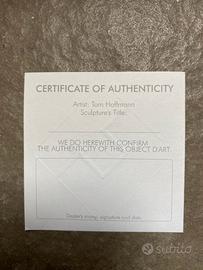 CERTIFICATE OF AUTHENTICITY
Artist: Tom Hoffmann
Sculpture's Title:
WE DO HEREWITH CONFIRM
THE AUTHENTICITY OF THIS OBJECT D'ART.
Dealer's stamp, signature and date
subito